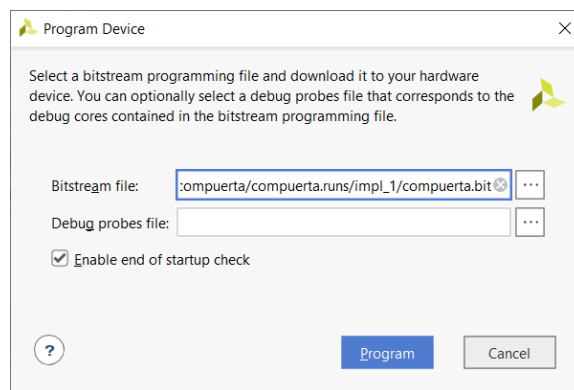 Program Device
Select a bitstream programming file and download it to your hardware
device. You can optionally select a debug probes file that corresponds to the
debug cores contained in the bitstream programming file.
Bitstream file: :ompuerta/compuerta.runs/impl_1/compuerta.bit ...
Debug probes file: ...
Enable end of startup check
? Program Cancel